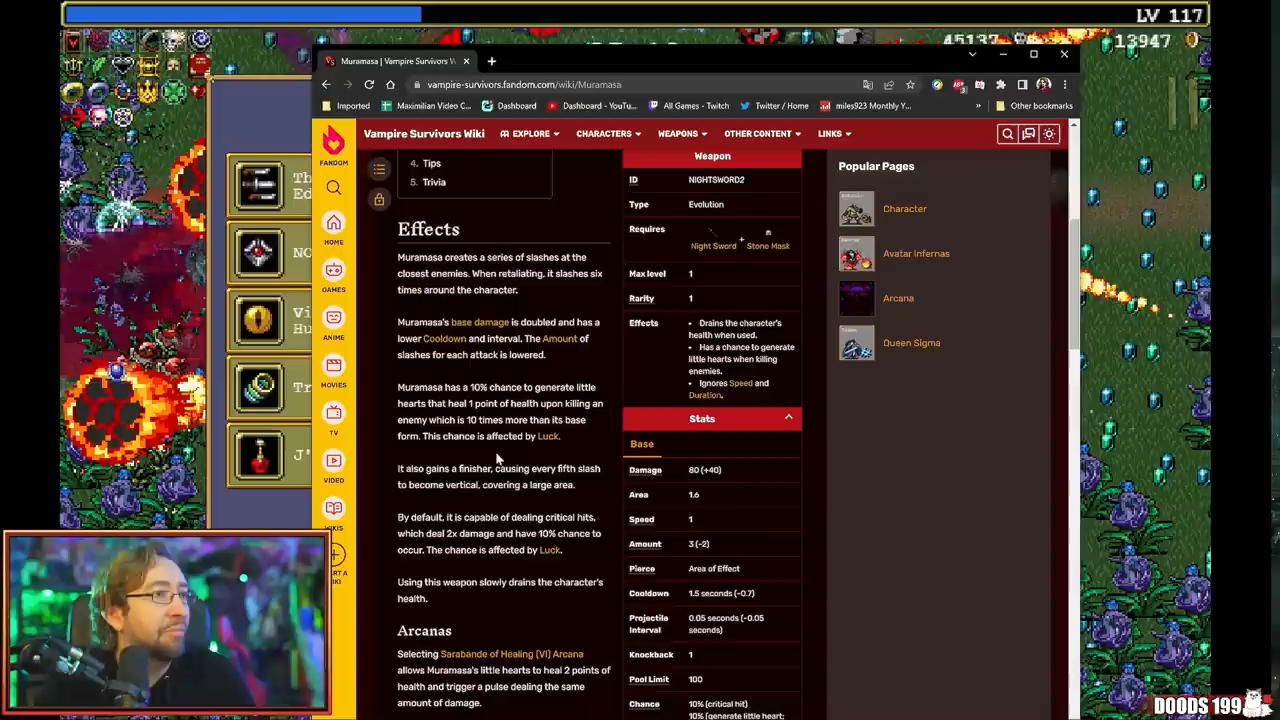 LV 117
45137
13947
Muramasa | Vampire Survivors W
vampire-survivors.fandom.com/wiki/Muramasa
Imported
Maximilian Video C...
Dashboard
Dashboard - YouTu...
All Games - Twitch
Twitter / Home
miles923 Monthly Y...
»
Other bookmarks
Vampire Survivors Wiki
EXPLORE
CHARACTERS
WEAPONS
OTHER CONTENT
LINKS
FANDOM
HOME
GAMES
ANIME
MOVIES
TV
VIDEO
WIKIS
Th
Ed
NO
Vi
Hu
Tr
J'
4. Tips
5. Trivia
Effects
Muramasa creates a series of slashes at the
closest enemies. When retaliating, it slashes six
times around the character.
Muramasa's base damage is doubled and has a
lower Cooldown and interval. The Amount of
slashes for each attack is lowered.
Muramasa has a 10% chance to generate little
hearts that heal 1 point of health upon killing an
enemy which is 10 times more than its base
form. This chance is affected by Luck.
It also gains a finisher, causing every fifth slash
to become vertical, covering a large area.
By default, it is capable of dealing critical hits,
which deal 2x damage and have 10% chance to
occur. The chance is affected by Luck.
Using this weapon slowly drains the character's
health.
Arcanas
Selecting Sarabande of Healing (VI) Arcana
allows Muramasa's little hearts to heal 2 points of
health and trigger a pulse dealing the same
amount of damage.
Weapon
ID NIGHTSWORD2
Type Evolution
Requires Night Sword + Stone Mask
Max level 1
Rarity 1
Effects • Drains the character's
health when used.
• Has a chance to generate
little hearts when killing
enemies.
• Ignores Speed and
Duration.
Stats
Base
Damage 80 (+40)
Area 1.6
Speed 1
Amount 3 (-2)
Pierce Area of Effect
Cooldown 1.5 seconds (-0.7)
Projectile 0.05 seconds (-0.05
Interval seconds)
Knockback 1
Pool Limit 100
Chance 10% (critical hit)
10% (generate little heart;
Popular Pages
Character
Avatar Infernas
Arcana
Queen Sigma
DOODS 199